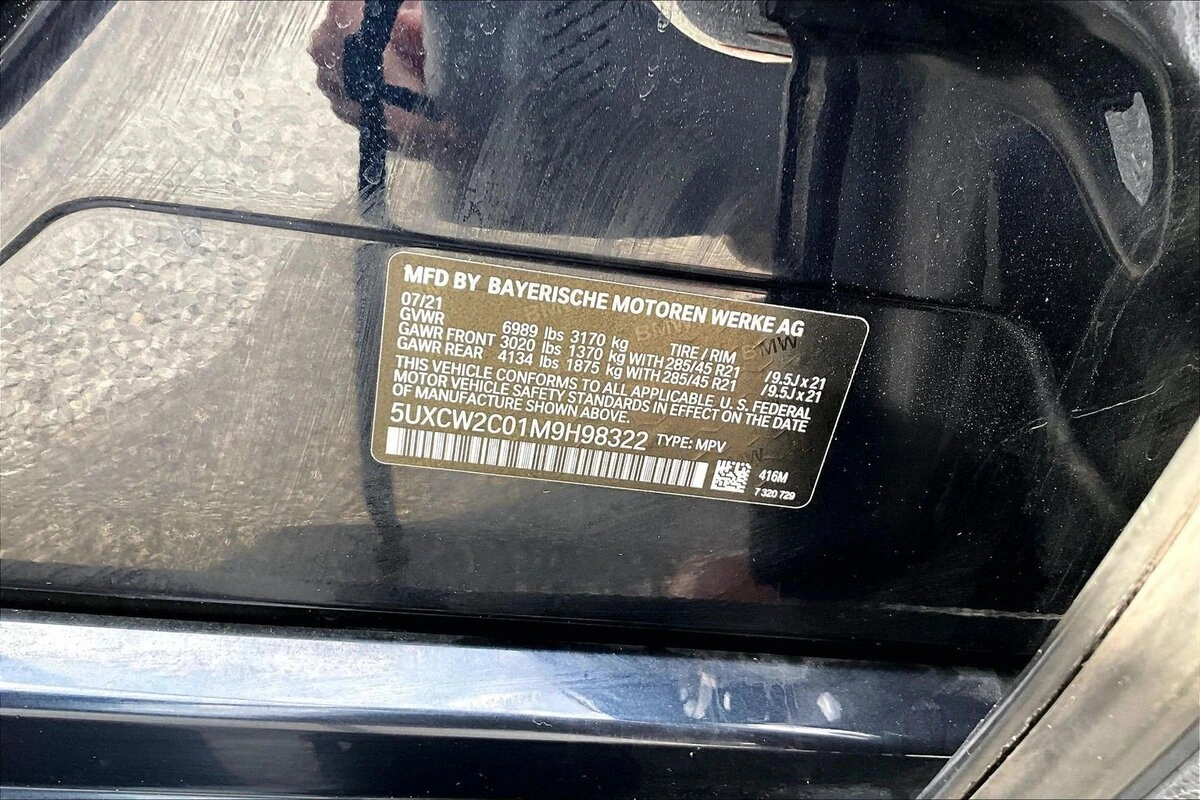 MFD BY BAYERISCHE MOTOREN WERKE AG
07/21
GVWR 6989 lbs 3170 kg TIRE / RIM
GAWR FRONT 3020 lbs 1370 kg WITH 285/45 R21 / 9.5J x 21
GAWR REAR 4134 lbs 1875 kg WITH 285/45 R21 / 9.5J x 21
THIS VEHICLE CONFORMS TO ALL APPLICABLE U.S. FEDERAL
MOTOR VEHICLE SAFETY STANDARDS IN EFFECT ON THE DATE
OF MANUFACTURE SHOWN ABOVE.
5UXCW2C01M9H98322 TYPE: MPV
416M
7 320 729
BMW
BMW
BMW